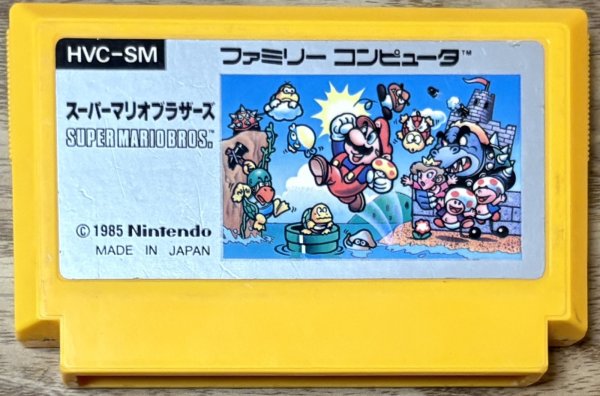 HVC-SM
ファミリー コンピュータ™
スーパーマリオブラザーズ
SUPER MARIO BROS.™
©1985 Nintendo
MADE IN JAPAN